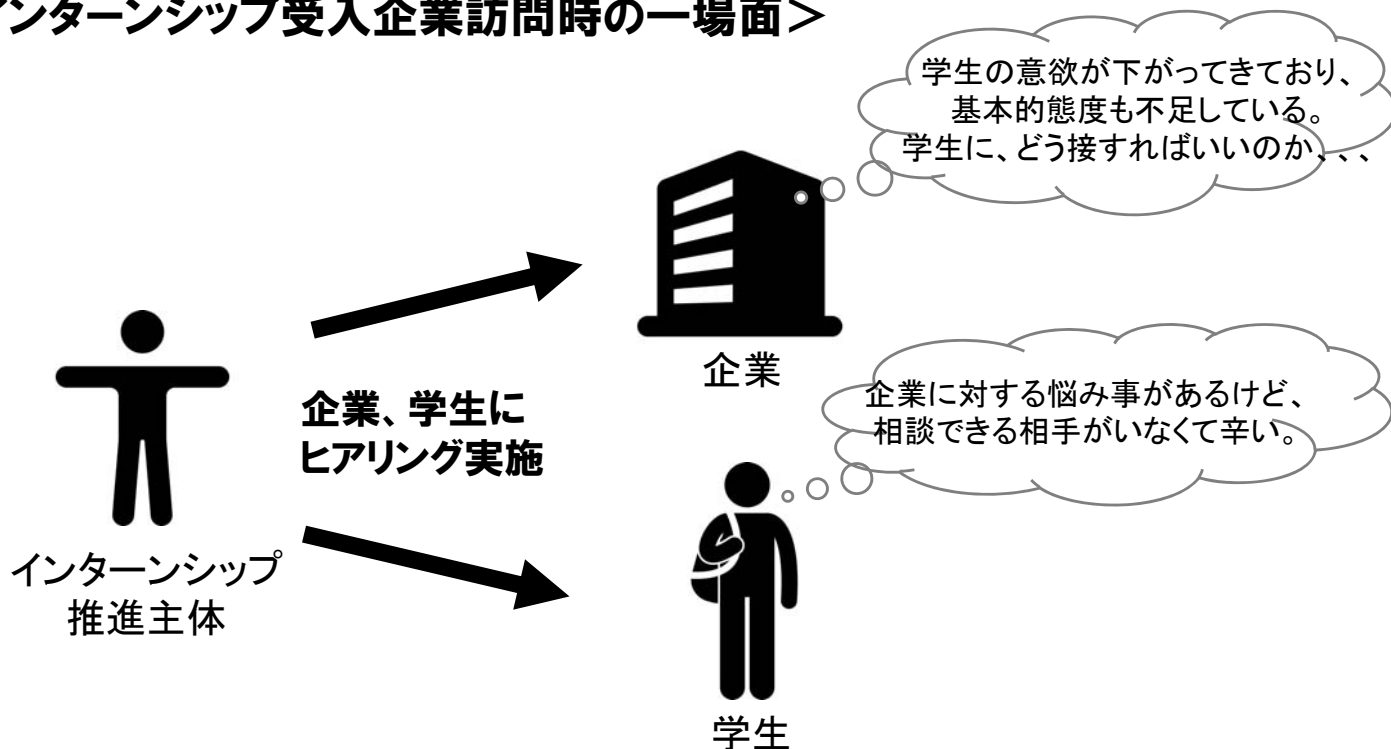 インターンシップ受入企業訪問時の一場面＞
学生の意欲が下がってきており、
基本的態度も不足している。
学生に、どう接すればいいのか、、、
企業
企業、学生に
ヒアリング実施
企業に対する悩み事があるけど、
相談できる相手がいなくて辛い。
インターンシップ
推進主体
学生